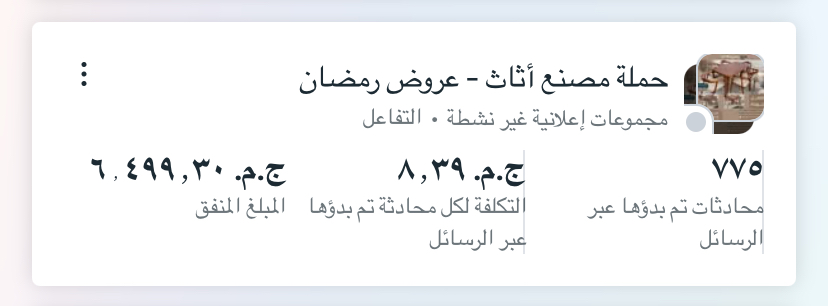 حملة مصنع أثاث - عروض رمضان
مجموعات إعلانية غير نشطة • التفاعل
٧٧٥
محادثات تم بدؤها عبر
الرسائل
ج.م. ٨,٣٩
التكلفة لكل محادثة تم بدؤها
عبر الرسائل
ج.م. ٦,٤٩٩,٣٠
المبلغ المنفق